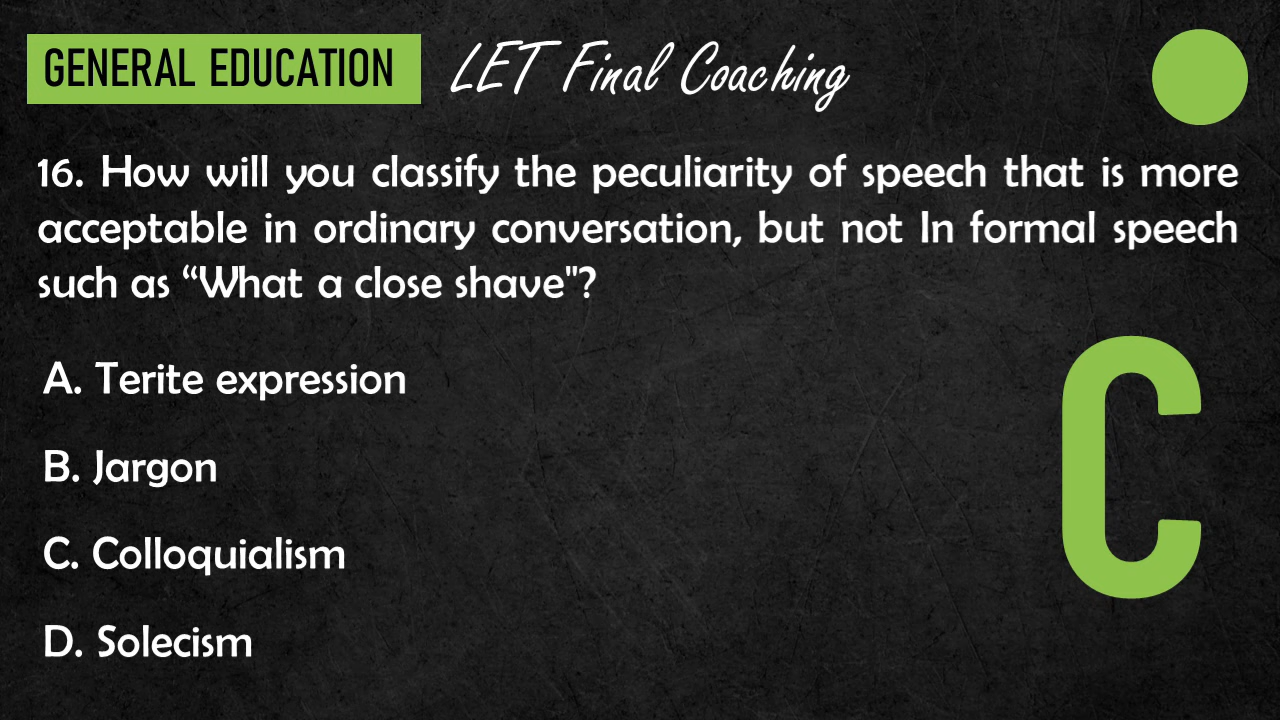 GENERAL EDUCATION LET Final Coaching
16. How will you classify the peculiarity of speech that is more
acceptable in ordinary conversation, but not In formal speech
such as “What a close shave"?
A. Terite expression
B. Jargon
C. Colloquialism
D. Solecism
C